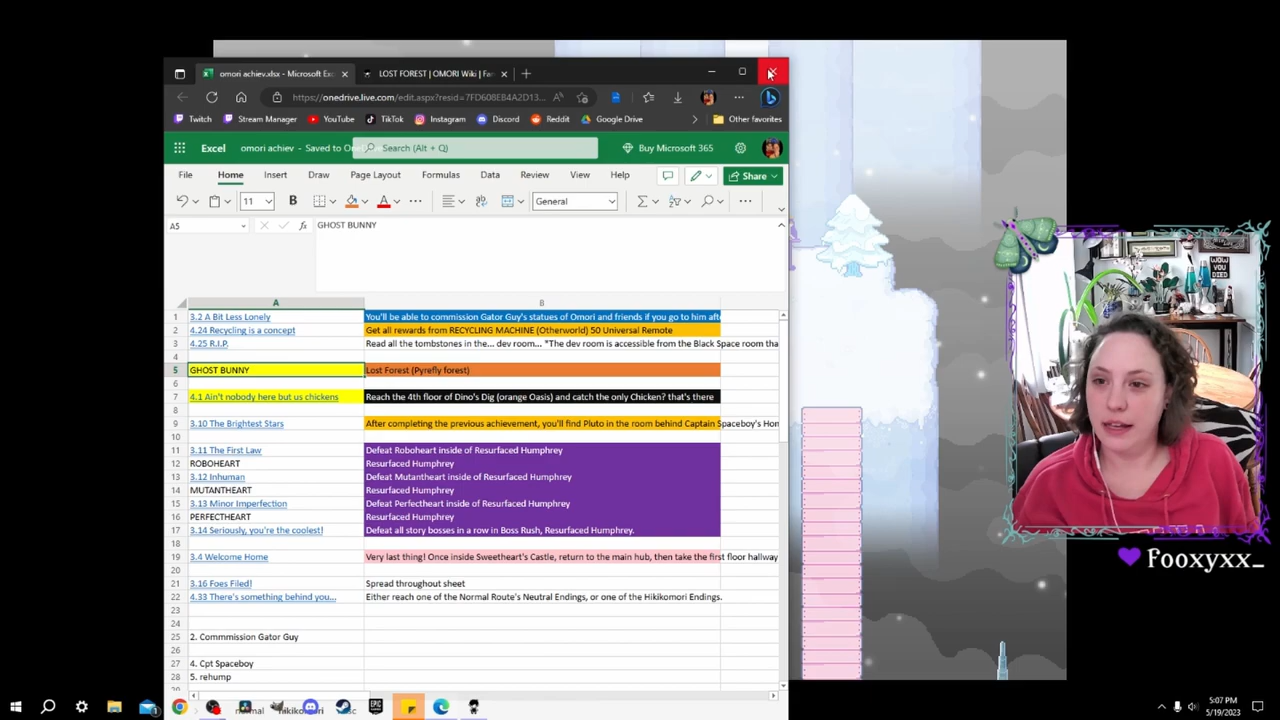 omori achiev.xlsx - Microsoft Exc
LOST FOREST | OMORI Wiki | Fan
https://onedrive.live.com/edit.aspx?resid=7FD608EB4A2D13...
Twitch
Stream Manager
YouTube
TikTok
Instagram
Discord
Reddit
Google Drive
Other favorites
Excel
omori achiev - Saved to One
Search (Alt + Q)
Buy Microsoft 365
File
Home
Insert
Draw
Page Layout
Formulas
Data
Review
View
Help
Share
11
B
General
A5
fx
GHOST BUNNY
A
B
1 3.2 A Bit Less Lonely You'll be able to commission Gator Guy's statues of Omori and friends if you go to him afte
2 4.24 Recycling is a concept Get all rewards from RECYCLING MACHINE (Otherworld) 50 Universal Remote
3 4.25 R.I.P. Read all the tombstones in the... dev room... "The dev room is accessible from the Black Space room tha
4
5 GHOST BUNNY Lost Forest (Pyrefly forest)
6
7 4.1 Ain't nobody here but us chickens Reach the 4th floor of Dino's Dig (orange Oasis) and catch the only Chicken? that's there
8
9 3.10 The Brightest Stars After completing the previous achievement, you'll find Pluto in the room behind Captain Spaceboy's Hom
10
11 3.11 The First Law Defeat Roboheart inside of Resurfaced Humphrey
12 ROBOHEART Resurfaced Humphrey
13 3.12 Inhuman Defeat Mutantheart inside of Resurfaced Humphrey
14 MUTANTHEART Resurfaced Humphrey
15 3.13 Minor Imperfection Defeat Perfectheart inside of Resurfaced Humphrey
16 PERFECTHEART Resurfaced Humphrey
17 3.14 Seriously, you're the coolest! Defeat all story bosses in a row in Boss Rush, Resurfaced Humphrey.
18
19 3.4 Welcome Home Very last thing! Once inside Sweetheart's Castle, return to the main hub, then take the first floor hallway
20
21 3.16 Foes Filed! Spread throughout sheet
22 4.33 There's something behind you... Either reach one of the Normal Route's Neutral Endings, or one of the Hikikomori Endings.
23
24
25 2. Commmission Gator Guy
26
27 4. Cpt Spaceboy
28 5. rehump
normal
hikikomori
WOW
YOU
DIED
Fooxyxx_
5:07 PM
5/19/2023